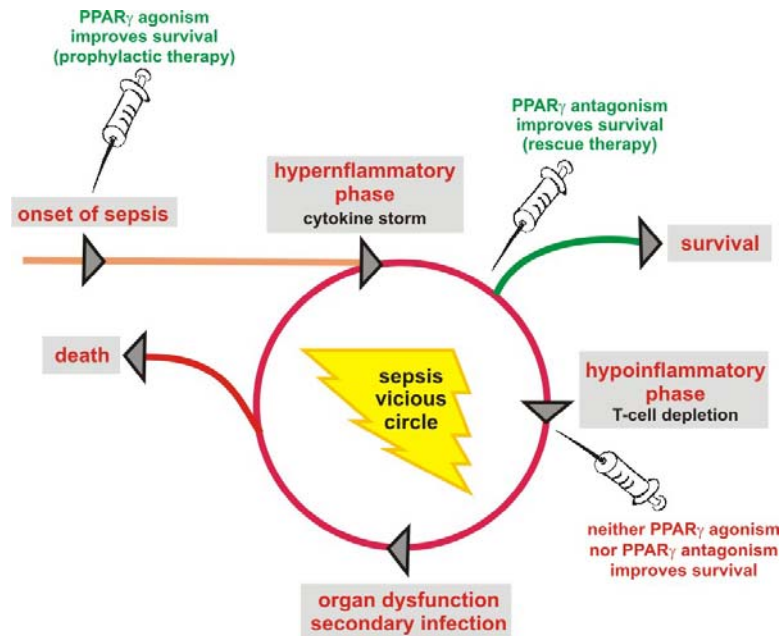 PPARγ agonism
improves survival
(prophylactic therapy)
PPARγ antagonism
improves survival
(rescue therapy)
hypernflammatory
phase
cytokine storm
onset of sepsis
survival
death
sepsis
vicious
circle
hypoinflammatory
phase
T-cell depletion
neither PPARγ agonism
nor PPARγ antagonism
improves survival
organ dysfunction
secondary infection